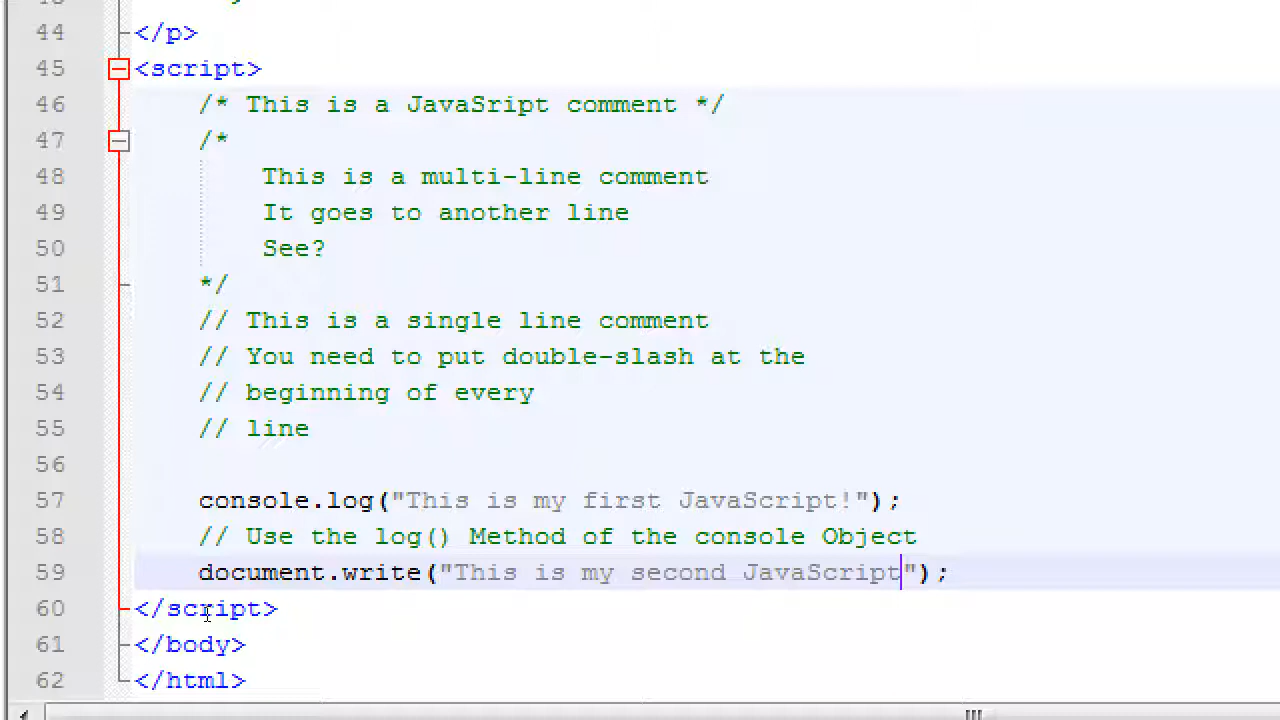 44 </p>
45 <script>
46 /* This is a JavaSript comment */
47 /*
48 This is a multi-line comment
49 It goes to another line
50 See?
51 */
52 // This is a single line comment
53 // You need to put double-slash at the
54 // beginning of every
55 // line
56
57 console.log("This is my first JavaScript!");
58 // Use the log() Method of the console Object
59 document.write("This is my second JavaScript");
60 </script>
61 </body>
62 </html>